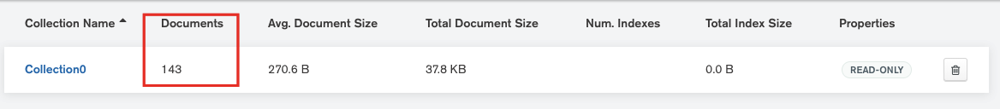 Collection Name Documents Avg. Document Size Total Document Size Num. Indexes Total Index Size Properties
Collection0 143 270.6 B 37.8 KB 0.0 B READ-ONLY